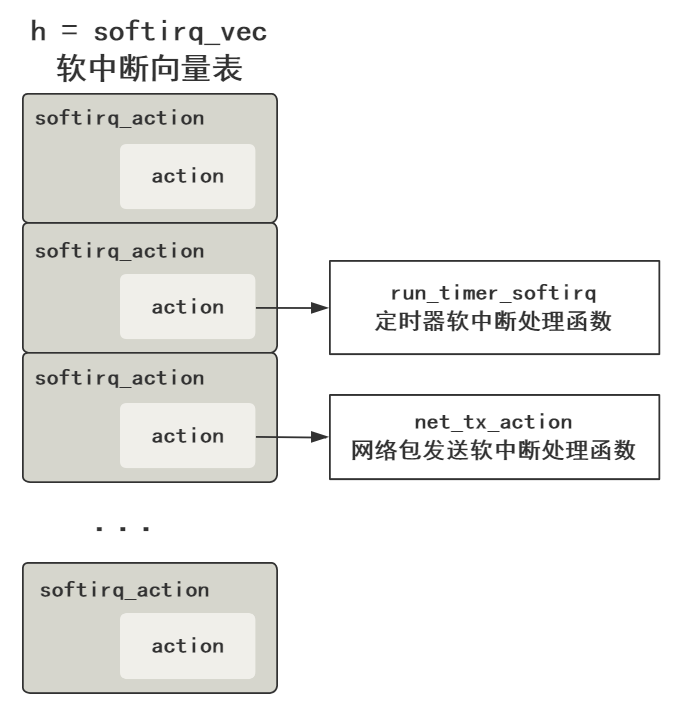 h = softirq_vec
软中断向量表
softirq_action
action
softirq_action
action
run_timer_softirq
定时器软中断处理函数
softirq_action
action
net_tx_action
网络包发送软中断处理函数
...
softirq_action
action